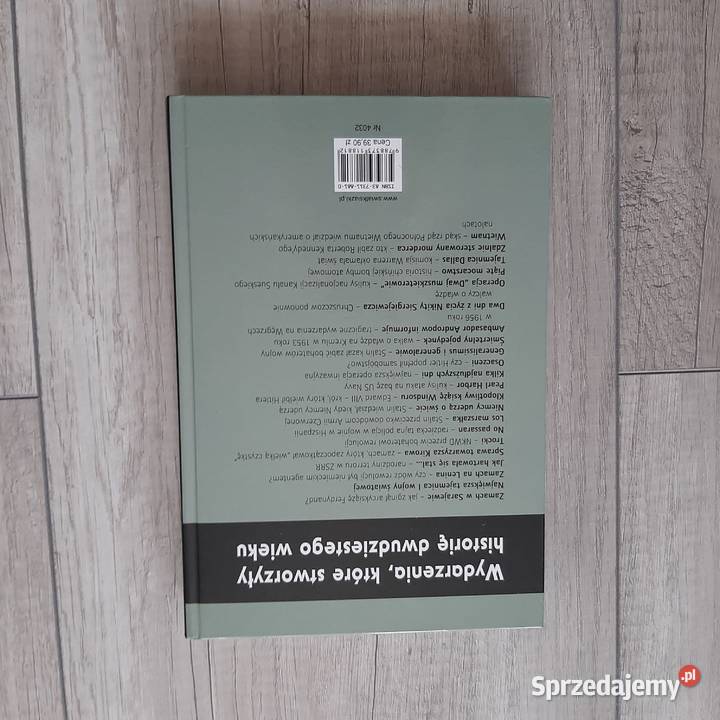 Wydarzenia, które stworzyły
historię dwudziestego wieku
Zamach w Sarajewie – jak zginął arcyksiążę Ferdynand?
Największa tajemnica I wojny światowej
Zamach na Lenina – czy wódz rewolucji był niemieckim agentem?
Jak hartowała się stal... – narodziny terroru w ZSRR
Sprawa towarzysza Kirowa – zamach, który zapoczątkował „wielką czystkę”
Trocki – NKWD przeciw bohaterowi rewolucji
No pasaran – radziecka tajna policja w wojnie w Hiszpanii
Los marszałka – Stalin przeciwko dowódcom Armii Czerwonej
Niemcy uderzą o świcie – Stalin wiedział, kiedy Niemcy uderzą
Kłopotliwy książę Windsoru – Edward VIII – król, który wielbił Hitlera
Pearl Harbor – kulisy ataku na bazę US Navy
Kilka najdłuższych dni – największa operacja inwazyjna
Osaczeni – czy Hitler popełnił samobójstwo?
Generalissimus i generałowie – Stalin kazał zabić bohaterów wojny
Śmiertelny pojedynek – walka o władzę na Kremlu w 1953 roku
Ambasador Andropow informuje – tragiczne wydarzenia na Węgrzech
w 1956 roku
Dwa dni z życia Nikity Siergiejewicza – Chruszczow ponownie
walczy o władzę
Operacja „Dwaj muszkieterowie” – kulisy nacjonalizacji Kanału Sueskiego
Piąte mocarstwo – historia chińskiej bomby atomowej
Tajemnica Dallas – komisja Warrena okłamała świat
Zdalnie sterowany morderca – kto zabił Roberta Kennedy'ego
Wietnam – skąd rząd Północnego Wietnamu wiedział o amerykańskich
nalotach
www.swiatksiazki.pl
ISBN 83-7311-881-0
9788373118812
Cena 39,90 zł
Nr 4032
Sprzedajemy.pl